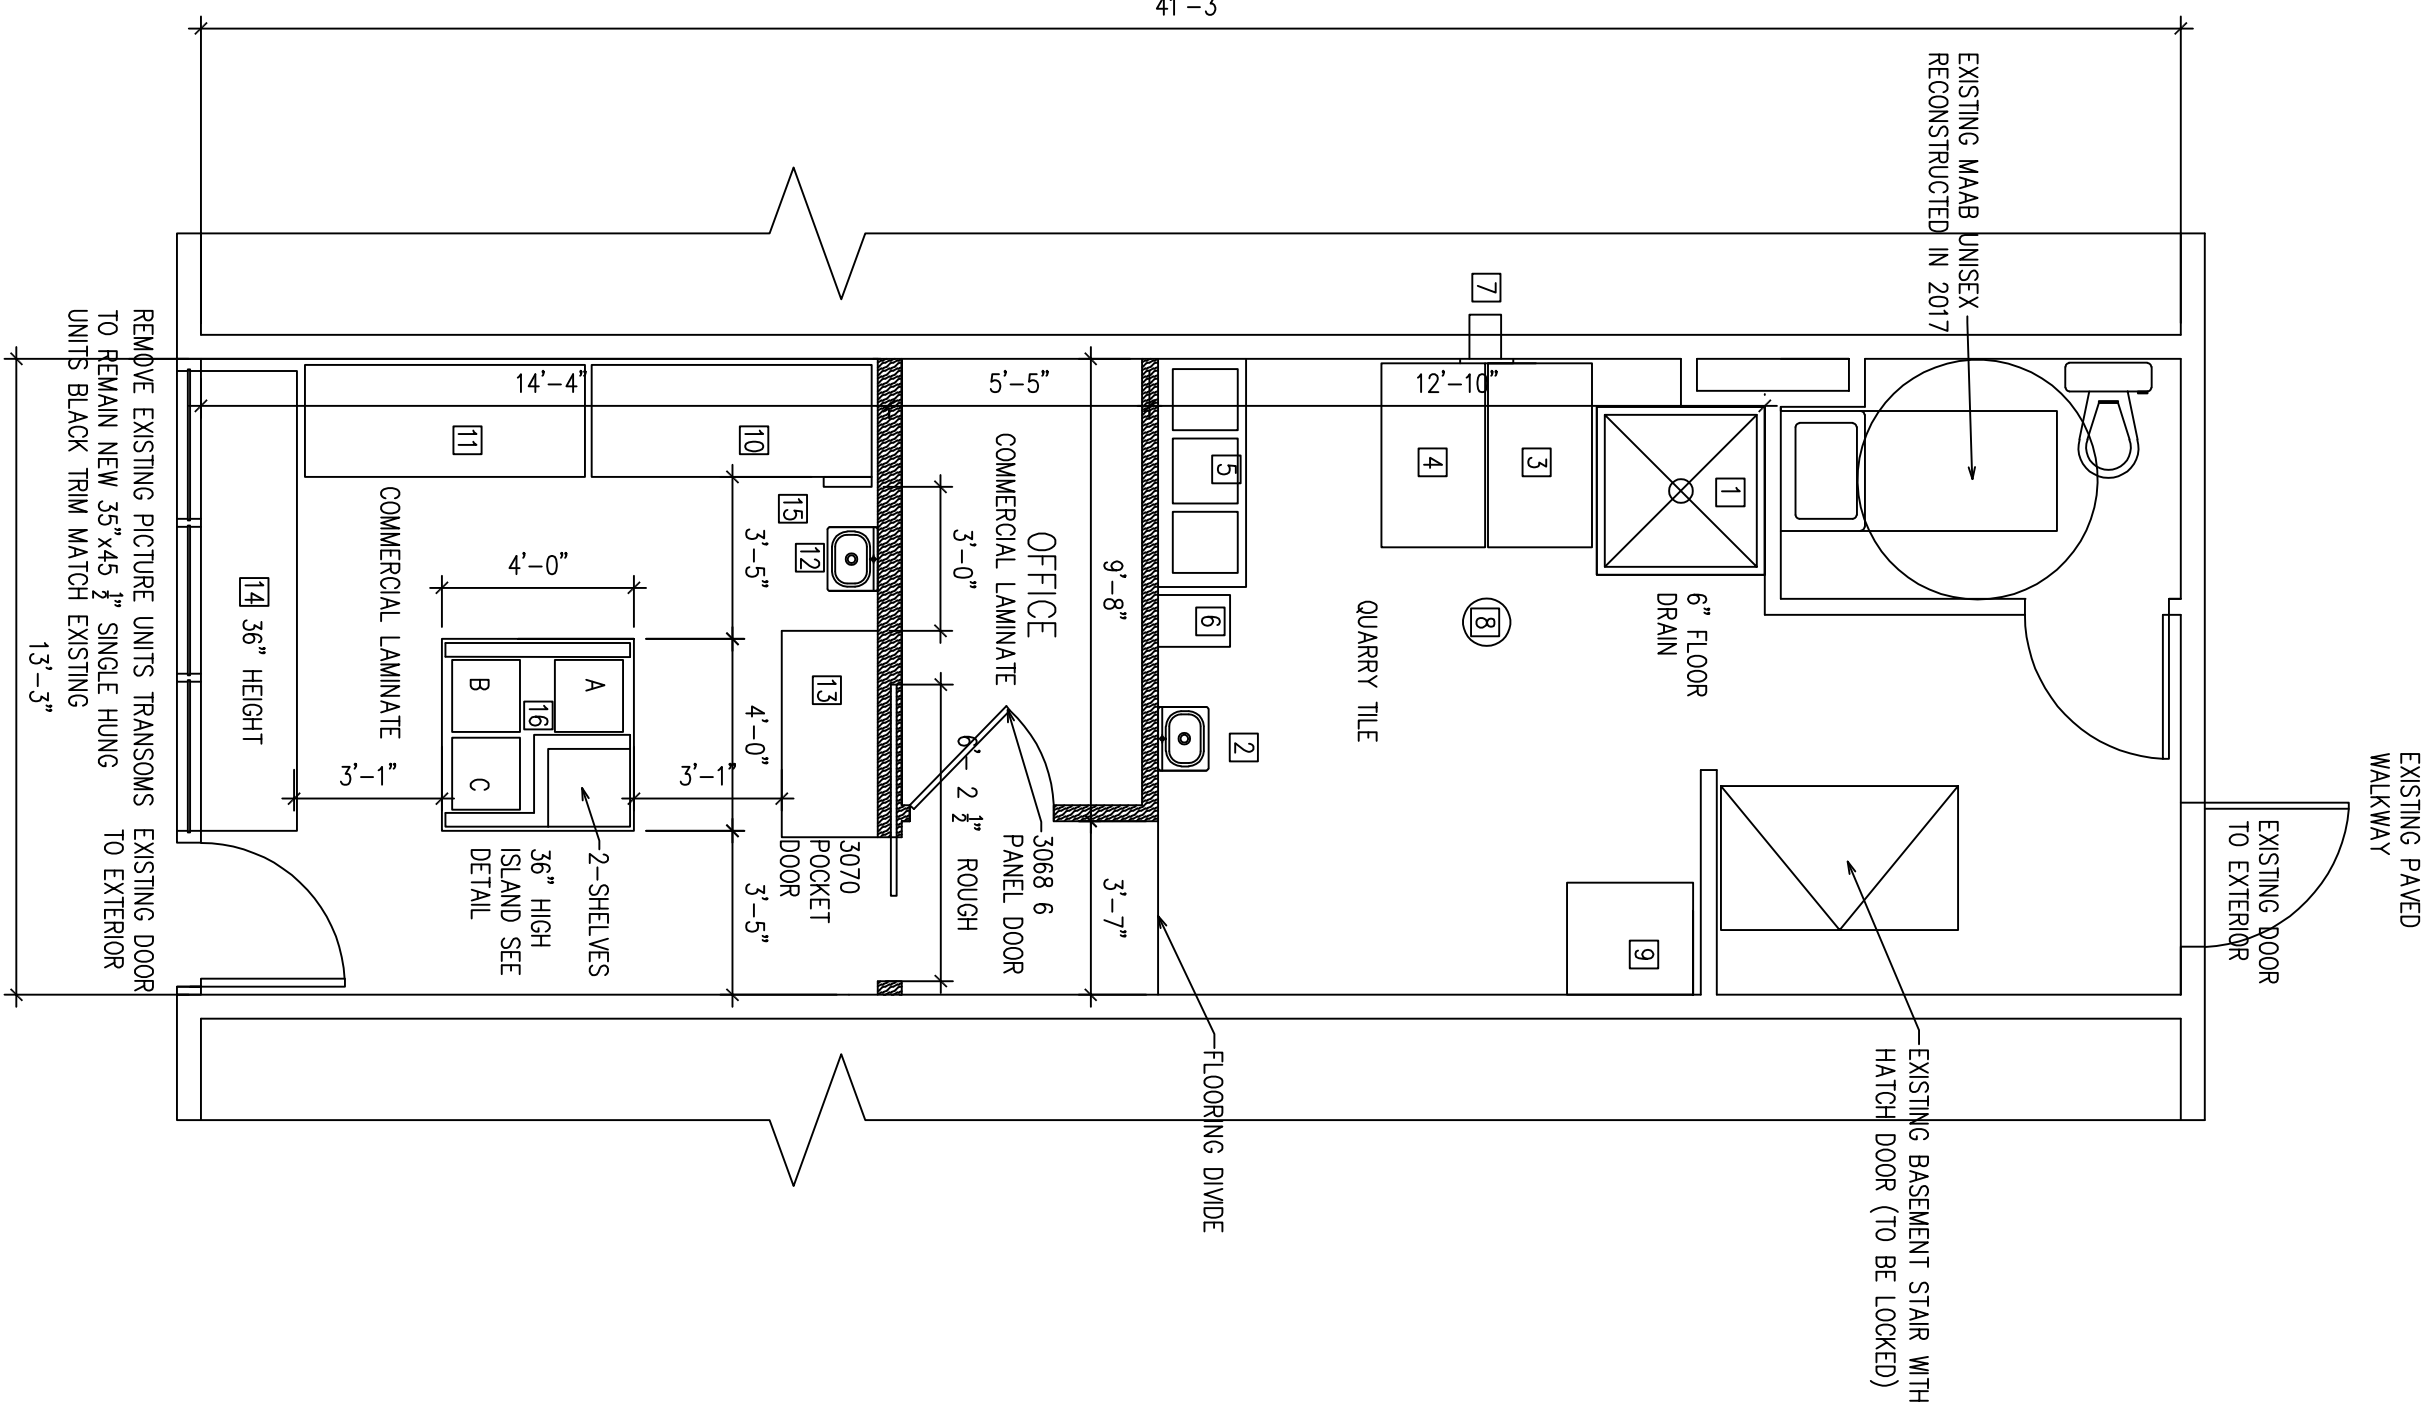 41'-3
EXISTING MAAB UNISEX
RECONSTRUCTED IN 2017
EXISTING PAVED
WALKWAY
EXISTING DOOR
TO EXTERIOR
EXISTING BASEMENT STAIR WITH
HATCH DOOR (TO BE LOCKED)
1
6" FLOOR
DRAIN
3
4
7
8
9
12'-10"
QUARRY TILE
5
6
2
FLOORING DIVIDE
9'-8"
3'-7"
5'-5"
OFFICE
COMMERCIAL LAMINATE
3068 6
PANEL DOOR
3'-0"
6'- 2 1/2" ROUGH
3070
POCKET
DOOR
13
12
15
10
11
14'-4"
3'-5"
4'-0"
3'-5"
4'-0"
3'-1"
3'-1"
2-SHELVES
36" HIGH
ISLAND SEE
DETAIL
A
16
B
C
COMMERCIAL LAMINATE
14 36" HEIGHT
REMOVE EXISTING PICTURE UNITS TRANSOMS
TO REMAIN NEW 35"x45 1/2" SINGLE HUNG
UNITS BLACK TRIM MATCH EXISTING
EXISTING DOOR
TO EXTERIOR
13'-3"